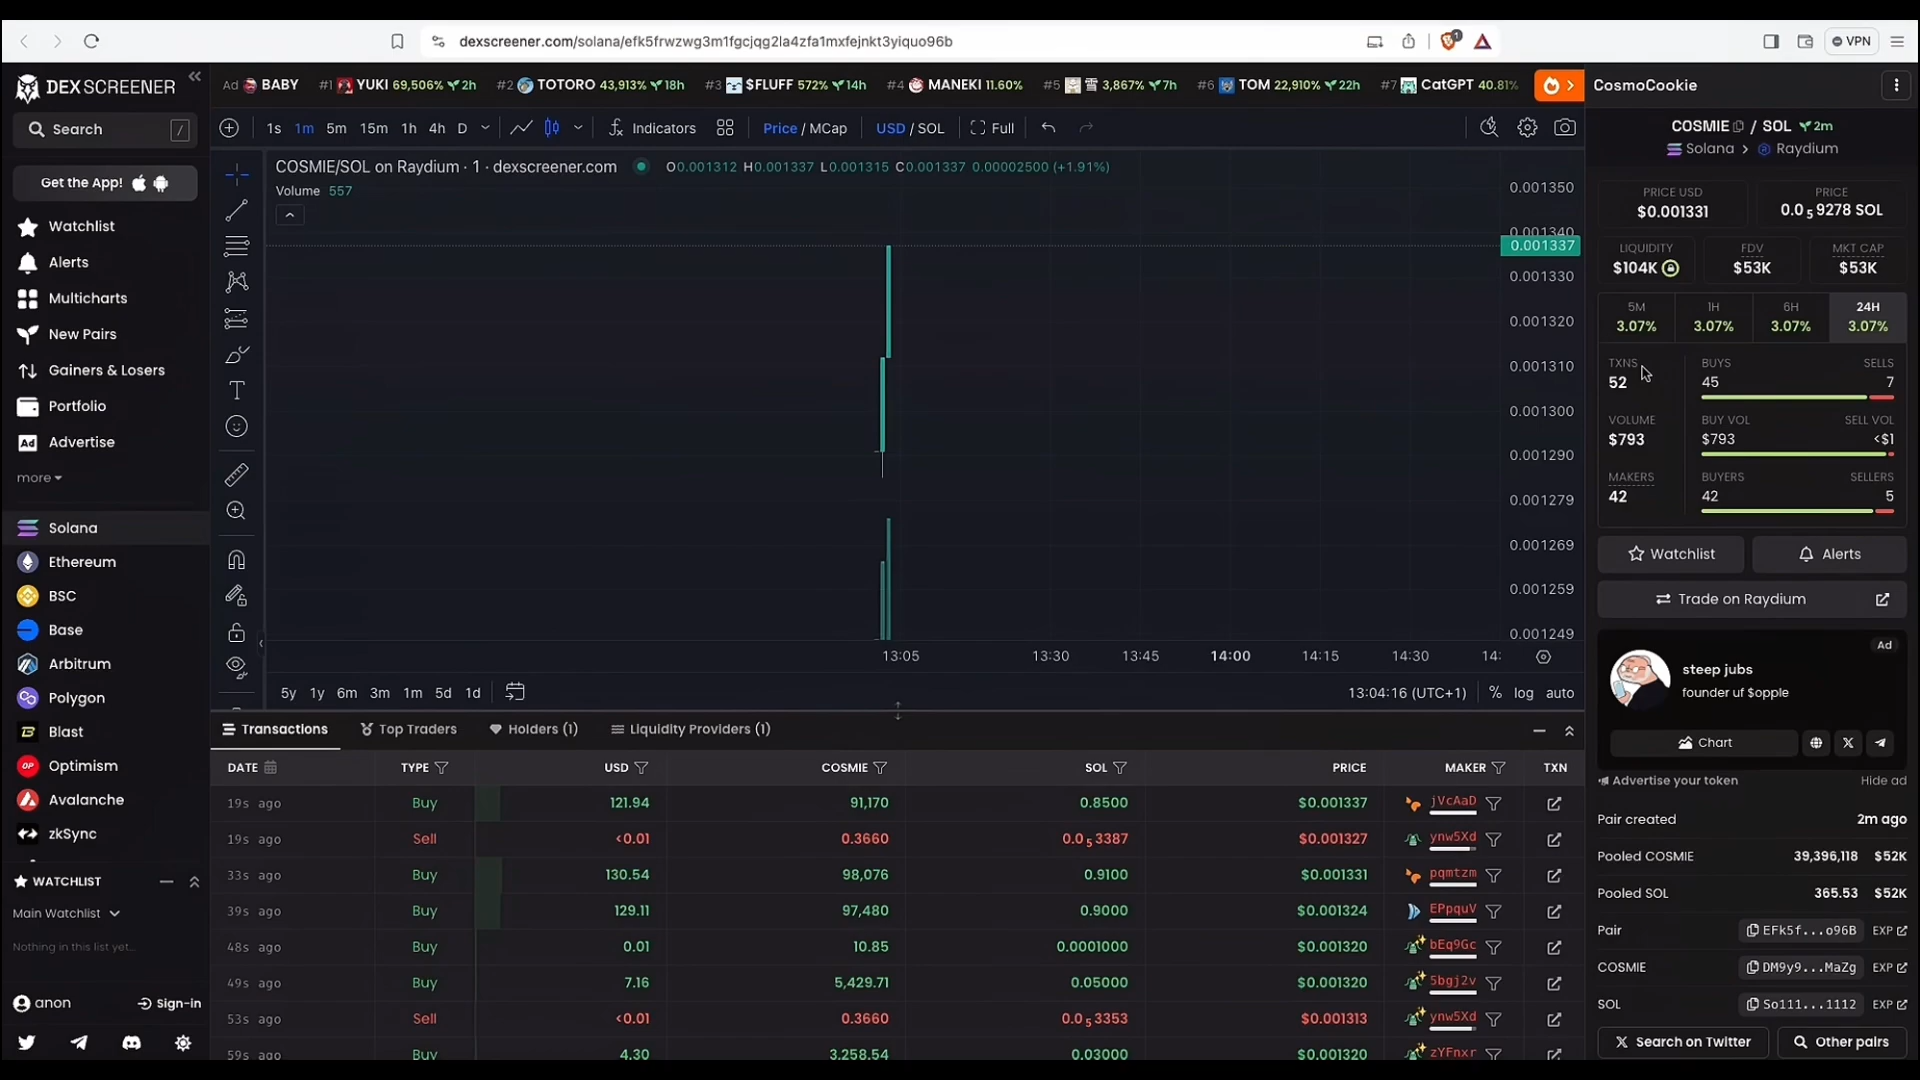 dexscreener.com/solana/efk5frwzwg3m1fgcjqg2la4zfa1mxfejnkt3yiquo96b
VPN
DEX SCREENER
Ad BABY #1 YUKI 69,506% 2h #2 TOTORO 43,913% 18h #3 $FLUFF 572% 14h #4 MANEKI 11.60% #5 雪 3,867% 7h #6 TOM 22,910% 22h #7 CatGPT 40.81%
CosmoCookie
Search /
1s 1m 5m 15m 1h 4h D Indicators Price / MCap USD / SOL Full
COSMIE / SOL 2m
Solana > Raydium
Get the App!
Watchlist
Alerts
Multicharts
New Pairs
Gainers & Losers
Portfolio
Ad Advertise
more
Solana
Ethereum
BSC
Base
Arbitrum
Polygon
Blast
OP Optimism
Avalanche
zkSync
WATCHLIST
Main Watchlist
Nothing in this list yet...
anon Sign-in
COSMIE/SOL on Raydium · 1 · dexscreener.com O0.001312 H0.001337 L0.001315 C0.001337 0.00002500 (+1.91%)
Volume 557
0.001350
0.001340
0.001337
0.001330
0.001320
0.001310
0.001300
0.001290
0.001279
0.001269
0.001259
0.001249
13:05 13:30 13:45 14:00 14:15 14:30 14:
5y 1y 6m 3m 1m 5d 1d 13:04:16 (UTC+1) % log auto
Transactions Top Traders Holders (1) Liquidity Providers (1)
DATE TYPE USD COSMIE SOL PRICE MAKER TXN
19s ago Buy 121.94 91,170 0.8500 $0.001337 jVcAaD
19s ago Sell <0.01 0.3660 0.0₅3387 $0.001327 ynw5Xd
33s ago Buy 130.54 98,076 0.9100 $0.001331 pqmtzm
39s ago Buy 129.11 97,480 0.9000 $0.001324 EPpquV
48s ago Buy 0.01 10.85 0.0001000 $0.001320 bEq9Gc
49s ago Buy 7.16 5,429.71 0.05000 $0.001320 5bgj2v
53s ago Sell <0.01 0.3660 0.0₅3353 $0.001313 ynw5Xd
59s ago Buy 4.30 3,258.54 0.03000 $0.001320 zYFnxr
PRICE USD PRICE
$0.001331 0.0₅9278 SOL
LIQUIDITY FDV MKT CAP
$104K $53K $53K
5M 1H 6H 24H
3.07% 3.07% 3.07% 3.07%
TXNS BUYS SELLS
52 45 7
VOLUME BUY VOL SELL VOL
$793 $793 <$1
MAKERS BUYERS SELLERS
42 42 5
Watchlist Alerts
Trade on Raydium
Ad
steep jubs
founder uf $opple
Chart
Advertise your token Hide ad
Pair created 2m ago
Pooled COSMIE 39,396,118 $52K
Pooled SOL 365.53 $52K
Pair EFk5f...o96B EXP
COSMIE DM9y9...MaZg EXP
SOL So111...1112 EXP
Search on Twitter Other pairs